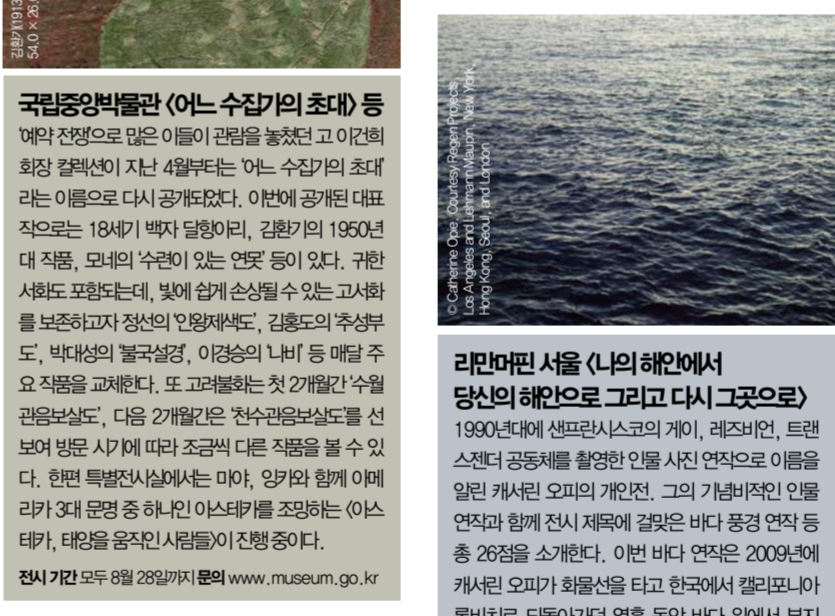 김환기(1913
54.0 × 26.
국립중앙박물관 〈어느 수집가의 초대〉 등
‘예약 전쟁’으로 많은 이들이 관람을 놓쳤던 고 이건희
회장 컬렉션이 지난 4월부터는 ‘어느 수집가의 초대’
라는 이름으로 다시 공개되었다. 이번에 공개된 대표
작으로는 18세기 백자 달항아리, 김환기의 1950년
대 작품, 모네의 ‘수련이 있는 연못’ 등이 있다. 귀한
서화도 포함되는데, 빛에 쉽게 손상될 수 있는 고서화
를 보존하고자 정선의 ‘인왕제색도’, 김홍도의 ‘추성부
도’, 박대성의 ‘불국설경’, 이경승의 ‘나비’ 등 매달 주
요 작품을 교체한다. 또 고려불화는 첫 2개월간 ‘수월
관음보살도’, 다음 2개월간은 ‘천수관음보살도’를 선
보여 방문 시기에 따라 조금씩 다른 작품을 볼 수 있
다. 한편 특별전시실에서는 마야, 잉카와 함께 아메
리카 3대 문명 중 하나인 아스테카를 조망하는 〈아스
테카, 태양을 움직인 사람들〉이 진행 중이다.
전시 기간 모두 8월 28일까지 문의 www.museum.go.kr
© Catherine Opie, Courtesy Regen Projects,
Los Angeles and Lehmann Maupin, New York,
Hong Kong, Seoul, and London
리만머핀 서울 〈나의 해안에서
당신의 해안으로 그리고 다시 그곳으로〉
1990년대에 샌프란시스코의 게이, 레즈비언, 트랜
스젠더 공동체를 촬영한 인물 사진 연작으로 이름을
알린 캐서린 오피의 개인전. 그의 기념비적인 인물
연작과 함께 전시 제목에 걸맞은 바다 풍경 연작 등
총 26점을 소개한다. 이번 바다 연작은 2009년에
캐서린 오피가 화물선을 타고 한국에서 캘리포니아